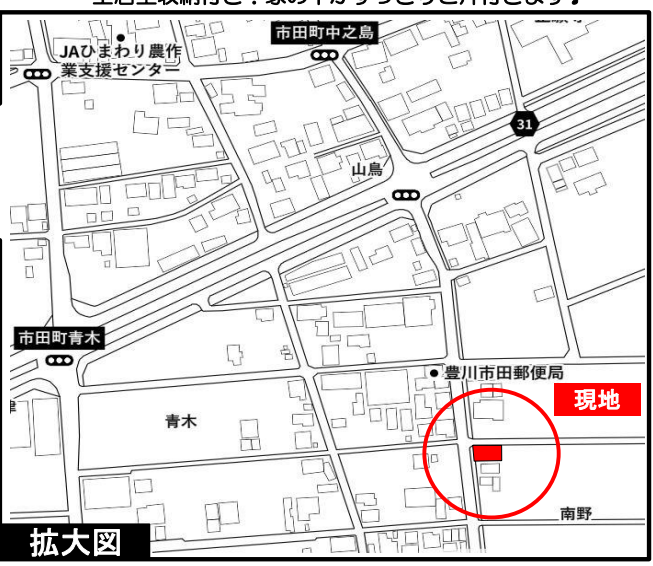 市田町中之島
JAひまわり農作
業支援センター
31
山鳥
市田町青木
豊川市田郵便局
現地
青木
南野
拡大図